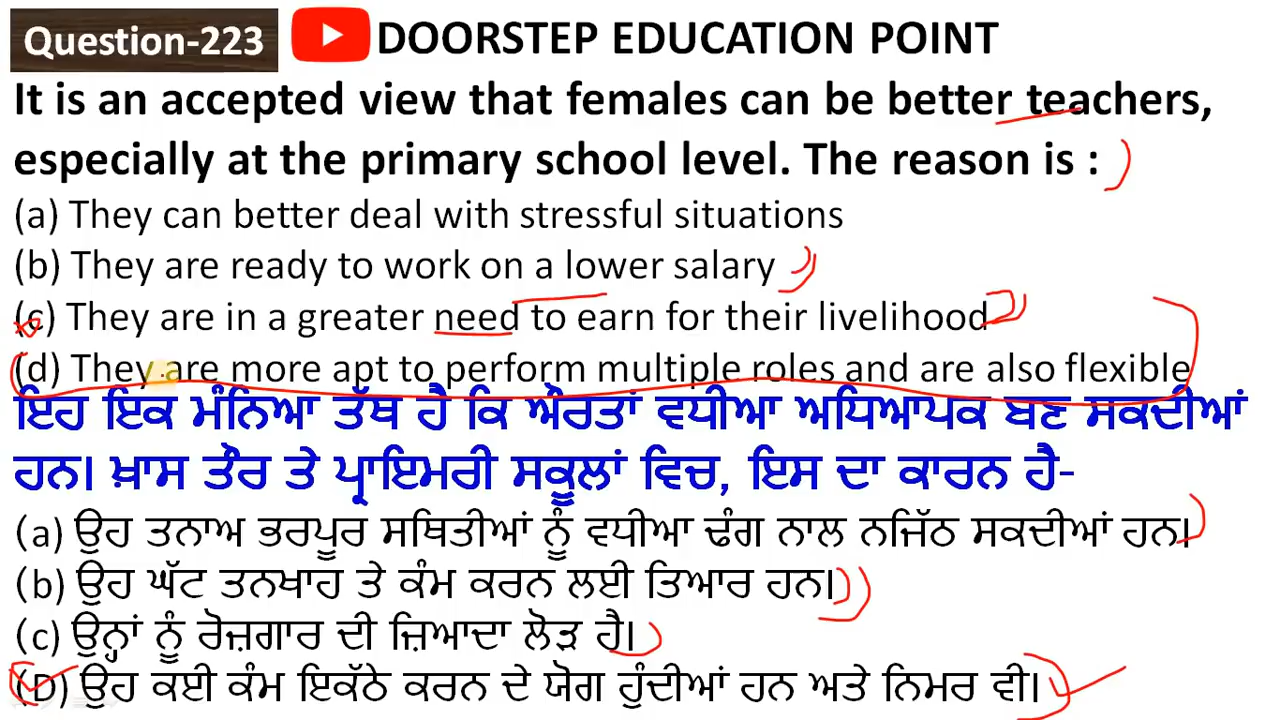 Question-223
DOORSTEP EDUCATION POINT
It is an accepted view that females can be better teachers,
especially at the primary school level. The reason is :
(a) They can better deal with stressful situations
(b) They are ready to work on a lower salary
(c) They are in a greater need to earn for their livelihood
(d) They are more apt to perform multiple roles and are also flexible
ਇਹ ਇਕ ਮੰਨਿਆ ਤੱਥ ਹੈ ਕਿ ਔਰਤਾਂ ਵਧੀਆ ਅਧਿਆਪਕ ਬਣ ਸਕਦੀਆਂ
ਹਨ। ਖ਼ਾਸ ਤੌਰ ਤੇ ਪ੍ਰਾਇਮਰੀ ਸਕੂਲਾਂ ਵਿਚ, ਇਸ ਦਾ ਕਾਰਨ ਹੈ-
(a) ਉਹ ਤਨਾਅ ਭਰਪੂਰ ਸਥਿਤੀਆਂ ਨੂੰ ਵਧੀਆ ਢੰਗ ਨਾਲ ਨਜਿੱਠ ਸਕਦੀਆਂ ਹਨ।
(b) ਉਹ ਘੱਟ ਤਨਖਾਹ ਤੇ ਕੰਮ ਕਰਨ ਲਈ ਤਿਆਰ ਹਨ।
(c) ਉਨ੍ਹਾਂ ਨੂੰ ਰੋਜ਼ਗਾਰ ਦੀ ਜ਼ਿਆਦਾ ਲੋੜ ਹੈ।
(D) ਉਹ ਕਈ ਕੰਮ ਇਕੱਠੇ ਕਰਨ ਦੇ ਯੋਗ ਹੁੰਦੀਆਂ ਹਨ ਅਤੇ ਨਿਮਰ ਵੀ।